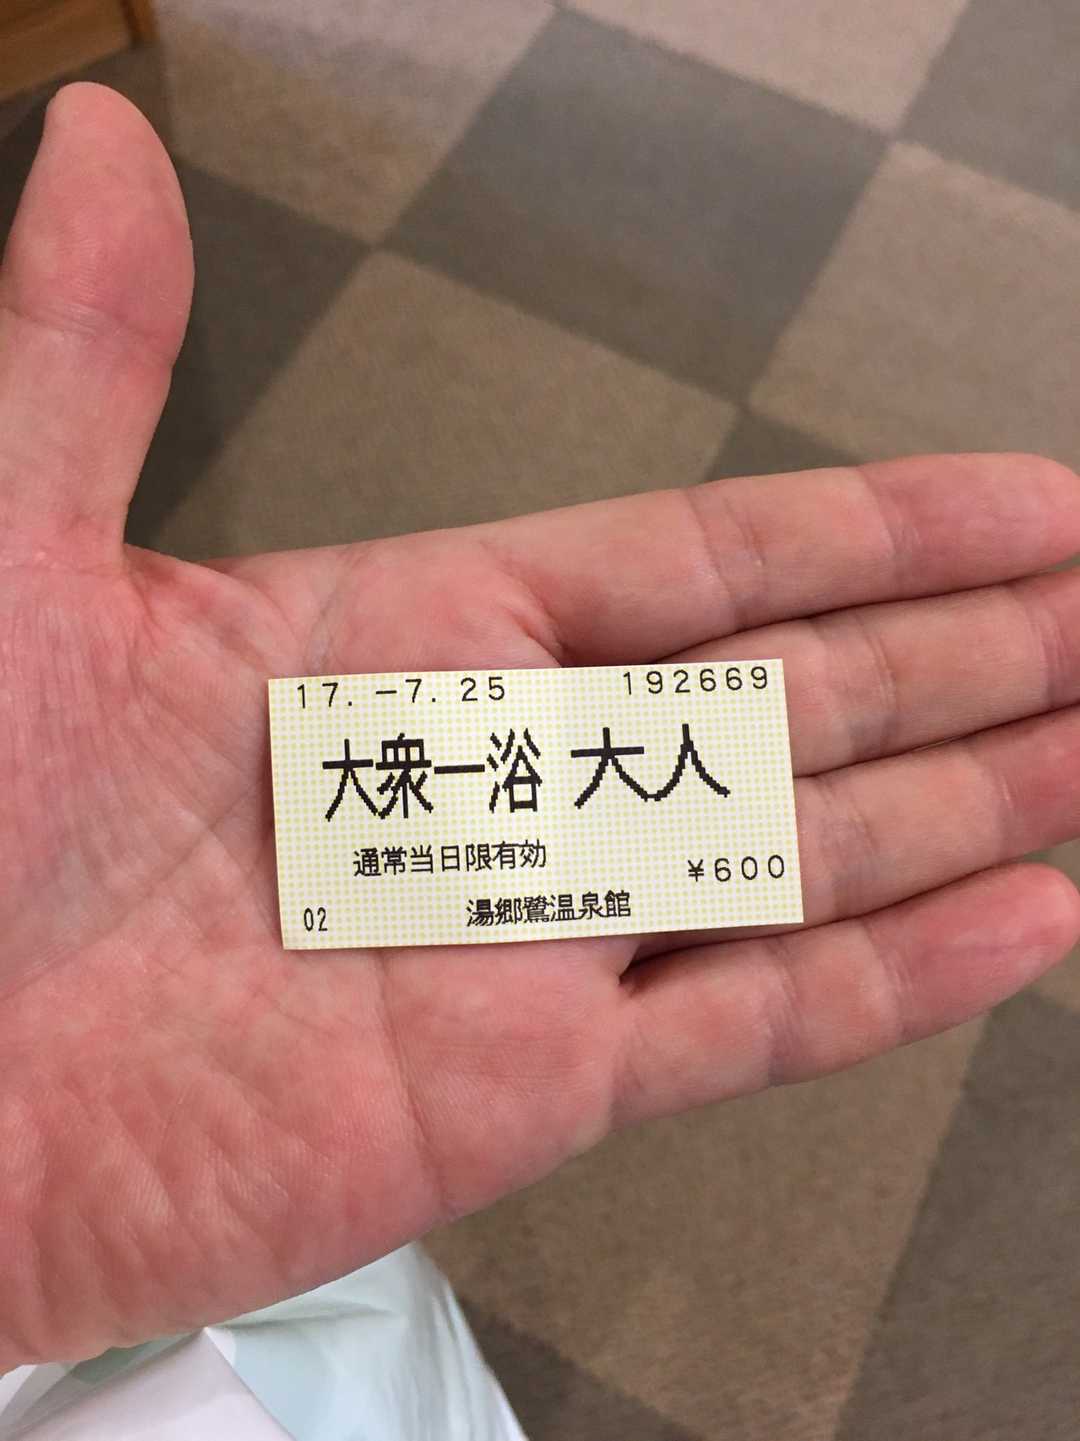 17.-7.25 192669
大衆一浴 大人
通常当日限有効
¥600
02 湯郷鷺温泉館